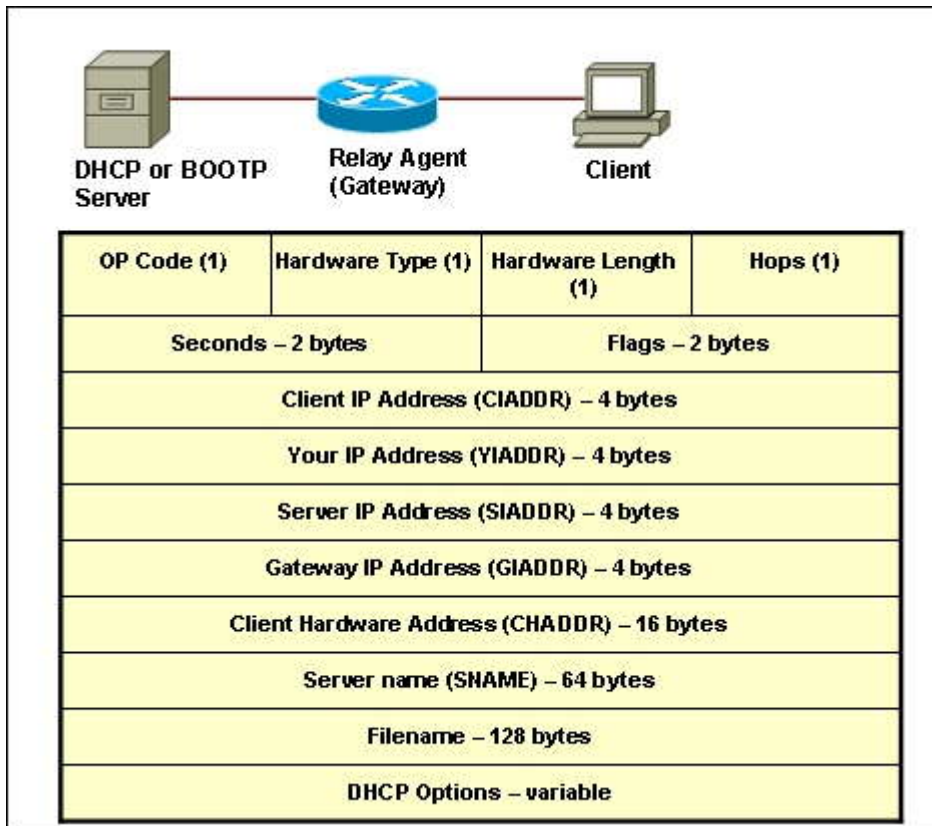 DHCP or BOOTP
Server
Relay Agent
(Gateway)
Client
OP Code (1)
Hardware Type (1)
Hardware Length
(1)
Hops (1)
Seconds – 2 bytes
Flags – 2 bytes
Client IP Address (CIADDR) – 4 bytes
Your IP Address (YIADDR) – 4 bytes
Server IP Address (SIADDR) – 4 bytes
Gateway IP Address (GIADDR) – 4 bytes
Client Hardware Address (CHADDR) – 16 bytes
Server name (SNAME) – 64 bytes
Filename – 128 bytes
DHCP Options – variable